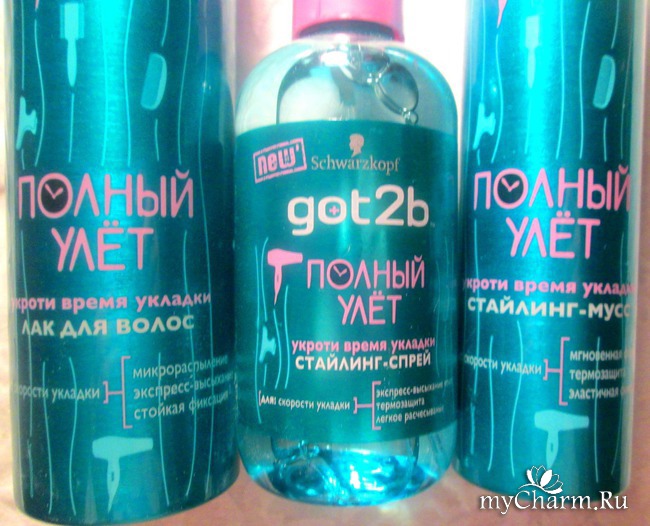 ПОЛНЫЙ
УЛЁТ
укроти время укладки
ЛАК ДЛЯ ВОЛОС
скорости укладки
микрораспыление
экспресс-высыхание
стойкая фиксация
new
Schwarzkopf
got2b
ПОЛНЫЙ
УЛЁТ
укроти время укладки
СТАЙЛИНГ-СПРЕЙ
[для: скорости укладки]
экспресс-высыхание
термозащита
легкое расчесывание
ПОЛНЫЙ
УЛЁТ
укроти время укладки
СТАЙЛИНГ-МУСС
скорости укладки
мгновенная
термозащита
эластичная
myCharm.Ru